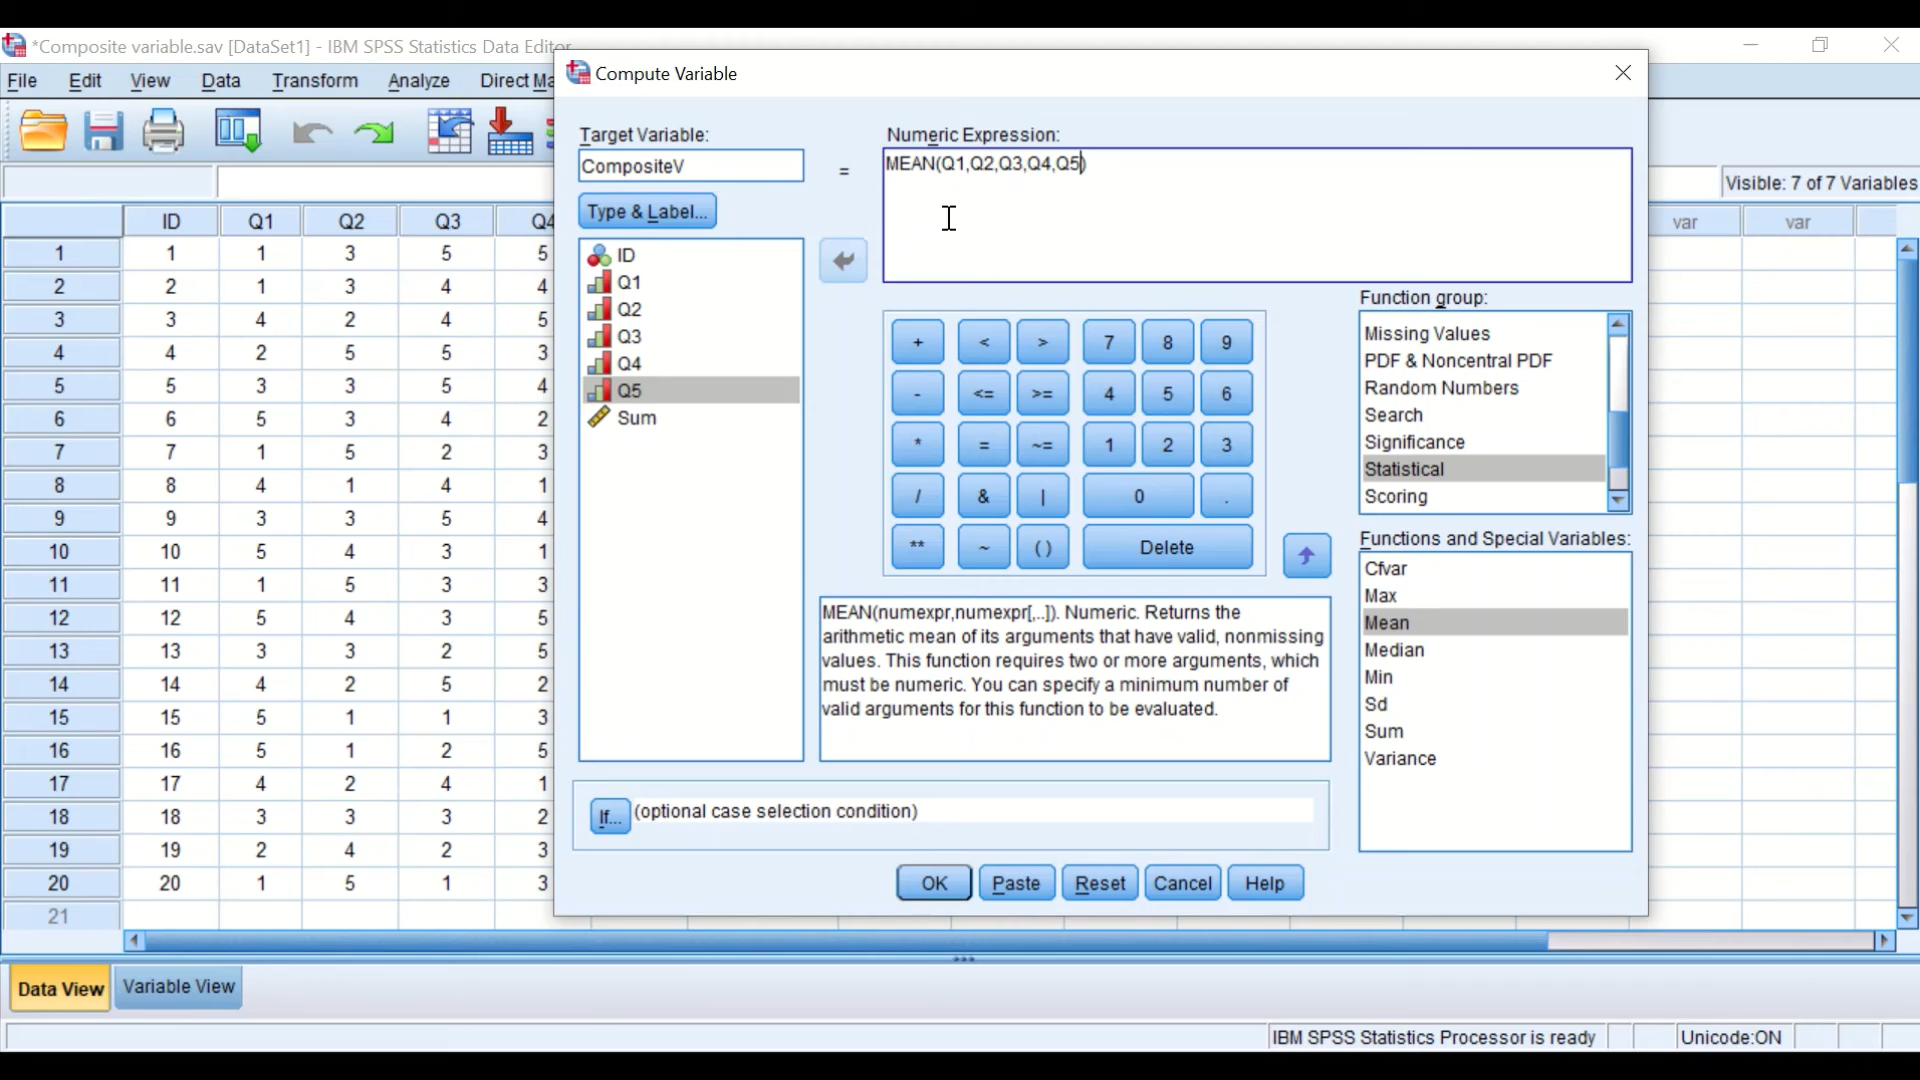 *Composite variable.sav [DataSet1] - IBM SPSS Statistics Data Editor
File Edit View Data Transform Analyze Direct Ma
Visible: 7 of 7 Variables
ID Q1 Q2 Q3 Q4 var var
1 1 1 3 5 5
2 2 1 3 4 4
3 3 4 2 4 5
4 4 2 5 5 3
5 5 3 3 5 4
6 6 5 3 4 2
7 7 1 5 2 3
8 8 4 1 4 1
9 9 3 3 5 4
10 10 5 4 3 1
11 11 1 5 3 3
12 12 5 4 3 5
13 13 3 3 2 5
14 14 4 2 5 2
15 15 5 1 1 3
16 16 5 1 2 5
17 17 4 2 4 1
18 18 3 3 3 2
19 19 2 4 2 3
20 20 1 5 1 3
21
Compute Variable
Target Variable:
CompositeV
=
Numeric Expression:
MEAN(Q1,Q2,Q3,Q4,Q5)
Type & Label...
ID
Q1
Q2
Q3
Q4
Q5
Sum
+ < > 7 8 9
- <= >= 4 5 6
* = ~= 1 2 3
/ & | 0 .
** ~ () Delete
Function group:
Missing Values
PDF & Noncentral PDF
Random Numbers
Search
Significance
Statistical
Scoring
Functions and Special Variables:
Cfvar
Max
Mean
Median
Min
Sd
Sum
Variance
MEAN(numexpr,numexpr[,..]). Numeric. Returns the
arithmetic mean of its arguments that have valid, nonmissing
values. This function requires two or more arguments, which
must be numeric. You can specify a minimum number of
valid arguments for this function to be evaluated.
If... (optional case selection condition)
OK Paste Reset Cancel Help
Data View Variable View
IBM SPSS Statistics Processor is ready Unicode:ON